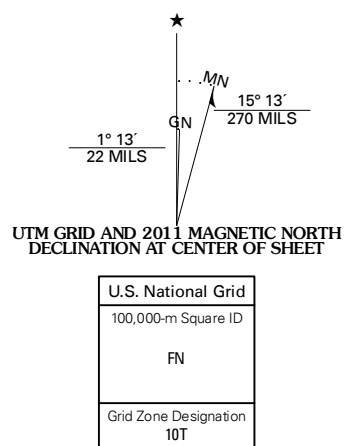 ★
MN
GN
15° 13´
270 MILS
1° 13´
22 MILS
UTM GRID AND 2011 MAGNETIC NORTH
DECLINATION AT CENTER OF SHEET
U.S. National Grid
100,000-m Square ID
FN
Grid Zone Designation
10T